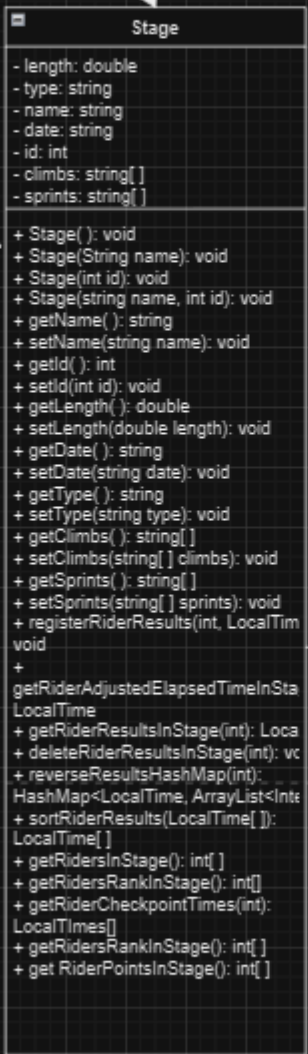 Stage
- length: double
- type: string
- name: string
- date: string
- id: int
- climbs: string[ ]
- sprints: string[ ]
+ Stage( ): void
+ Stage(String name): void
+ Stage(int id): void
+ Stage(string name, int id): void
+ getName( ): string
+ setName(string name): void
+ getId( ): int
+ setId(int id): void
+ getLength( ): double
+ setLength(double length): void
+ getDate( ): string
+ setDate(string date): void
+ getType( ): string
+ setType(string type): void
+ getClimbs( ): string[ ]
+ setClimbs(string[ ] climbs): void
+ getSprints( ): string[ ]
+ setSprints(string[ ] sprints): void
+ registerRiderResults(int, LocalTim
void
+
getRiderAdjustedElapsedTimeInSta
LocalTime
+ getRiderResultsInStage(int): Loca
+ deleteRiderResultsInStage(int): vo
+ reverseResultsHashMap(int):
HashMap<LocalTime, ArrayList<Inte
+ sortRiderResults(LocalTime[ ]):
LocalTime[ ]
+ getRidersInStage(): int[ ]
+ getRidersRankInStage(): int[]
+ getRiderCheckpointTimes(int):
LocalTImes[]
+ getRidersRankInStage(): int[ ]
+ get RiderPointsInStage(): int[ ]